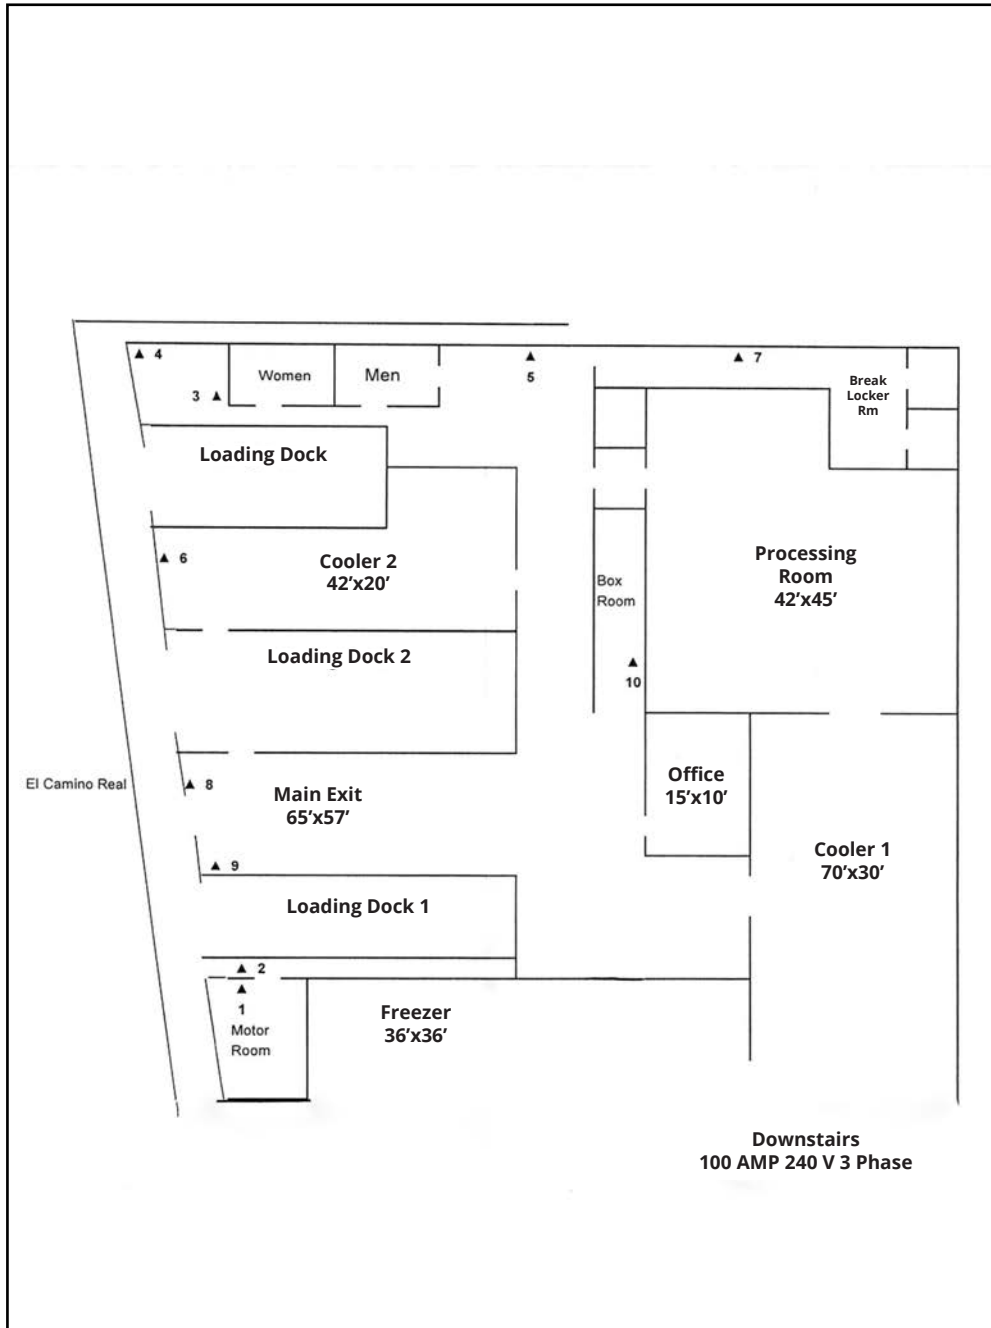 4
Women
Men
5
7
3
Break
Locker
Rm
Loading Dock
6
Cooler 2
42’x20’
Processing
Room
42’x45’
Box
Room
Loading Dock 2
10
El Camino Real
8
Main Exit
65’x57’
Office
15’x10’
9
Cooler 1
70’x30’
Loading Dock 1
2
1
Motor
Room
Freezer
36’x36’
Downstairs
100 AMP 240 V 3 Phase